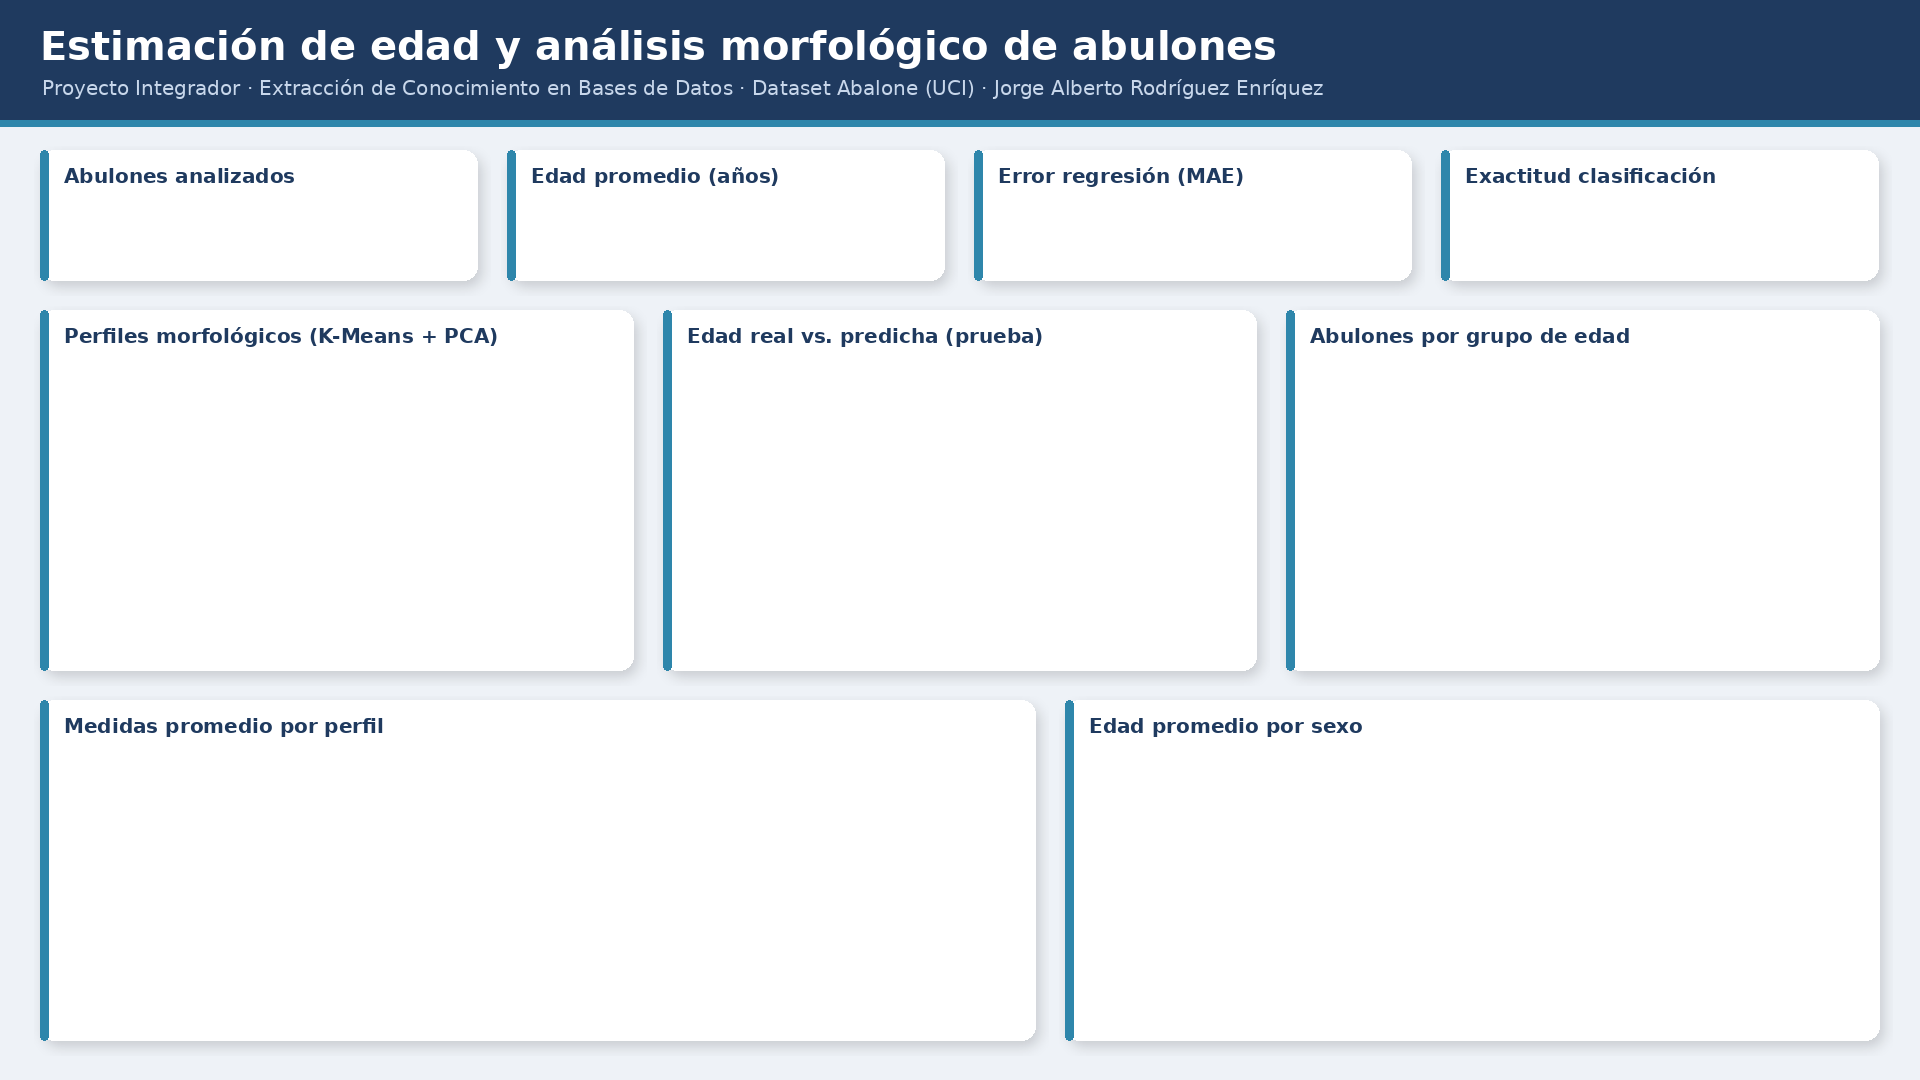 Estimación de edad y análisis morfológico de abulones
Proyecto Integrador · Extracción de Conocimiento en Bases de Datos · Dataset Abalone (UCI) · Jorge Alberto Rodríguez Enríquez
Abulones analizados
Edad promedio (años)
Error regresión (MAE)
Exactitud clasificación
Perfiles morfológicos (K-Means + PCA)
Edad real vs. predicha (prueba)
Abulones por grupo de edad
Medidas promedio por perfil
Edad promedio por sexo